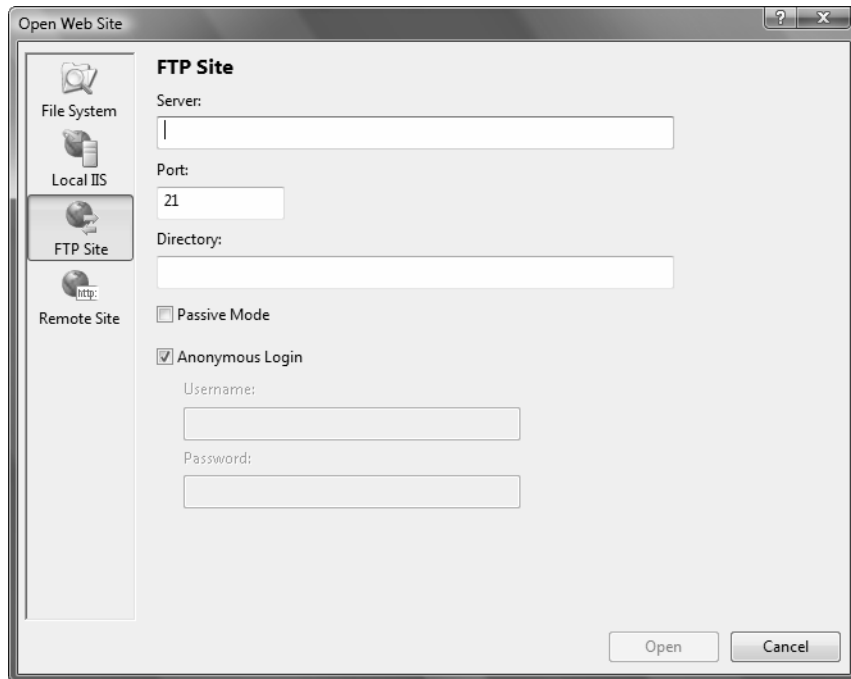 Open Web Site
File System
Local IIS
FTP Site
http:
Remote Site
FTP Site
Server:
Port:
21
Directory:
Passive Mode
Anonymous Login
Username:
Password:
Open
Cancel